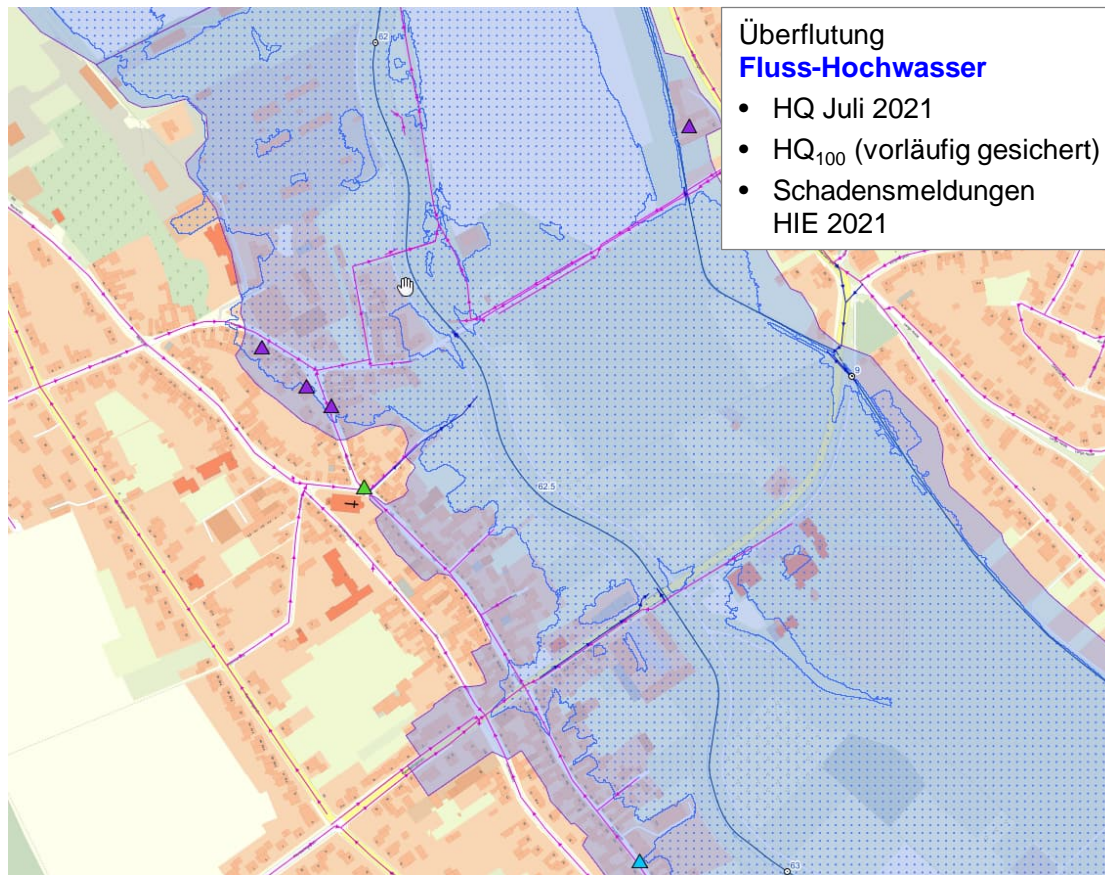 Überflutung
Fluss-Hochwasser
• HQ Juli 2021
• HQ₁₀₀ (vorläufig gesichert)
• Schadensmeldungen
HIE 2021
62
9
62.5
63